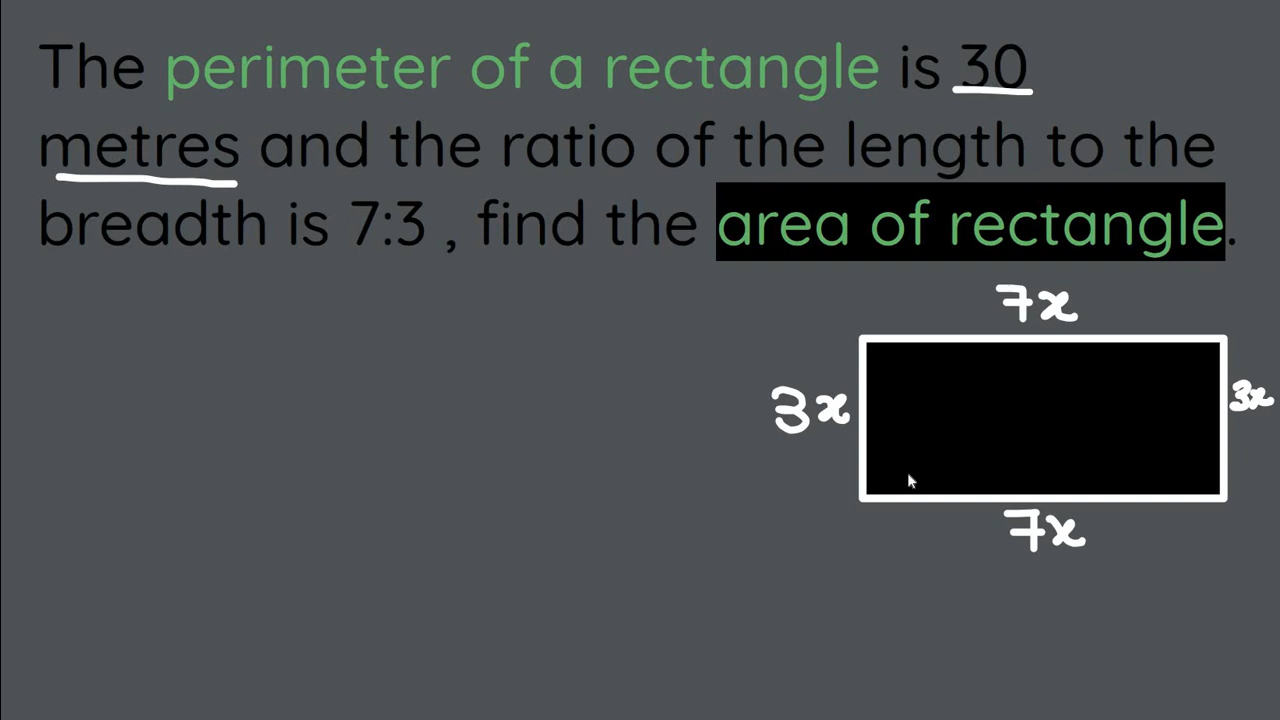 The perimeter of a rectangle is 30
metres and the ratio of the length to the
breadth is 7:3 , find the area of rectangle.
7x
3x
3x
7x